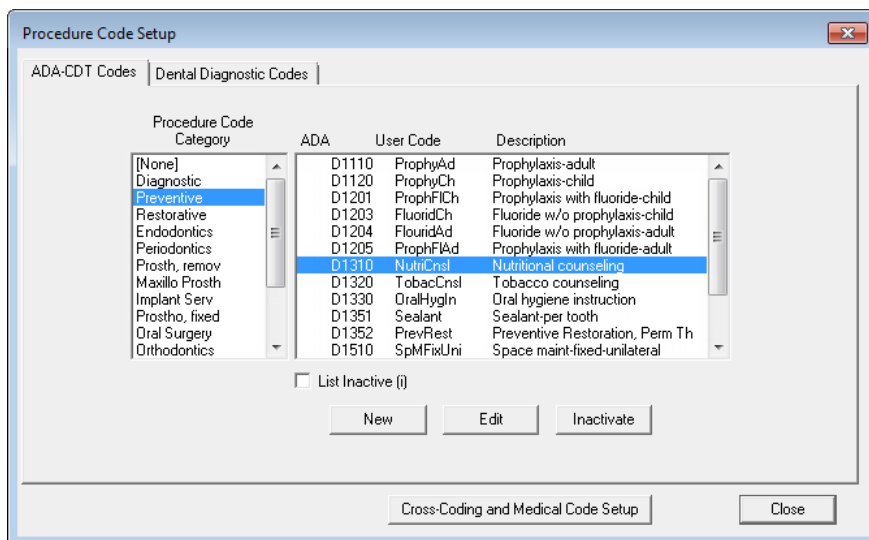 Procedure Code Setup
ADA-CDT Codes Dental Diagnostic Codes
Procedure Code
Category ADA User Code Description
[None] D1110 ProphyAd Prophylaxis-adult
Diagnostic D1120 ProphyCh Prophylaxis-child
Preventive D1201 ProphFlCh Prophylaxis with fluoride-child
Restorative D1203 FluoridCh Fluoride w/o prophylaxis-child
Endodontics D1204 FlouridAd Fluoride w/o prophylaxis-adult
Periodontics D1205 ProphFlAd Prophylaxis with fluoride-adult
Prosth, remov D1310 NutriCnsl Nutritional counseling
Maxillo Prosth D1320 TobacCnsl Tobacco counseling
Implant Serv D1330 OralHygIn Oral hygiene instruction
Prostho, fixed D1351 Sealant Sealant-per tooth
Oral Surgery D1352 PrevRest Preventive Restoration, Perm Th
Orthodontics D1510 SpMFixUni Space maint-fixed-unilateral
List Inactive (i)
New Edit Inactivate
Cross-Coding and Medical Code Setup Close